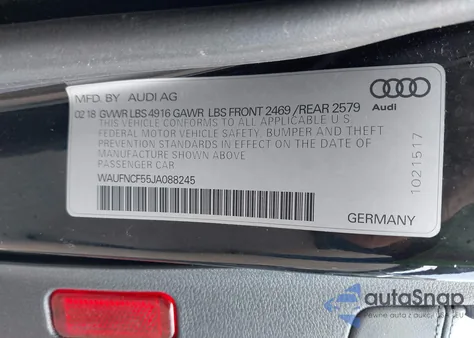 MFD. BY AUDI AG
02 18 GVWR LBS 4916 GAWR LBS FRONT 2469 / REAR 2579
THIS VEHICLE CONFORMS TO ALL APPLICABLE U.S.
FEDERAL MOTOR VEHICLE SAFETY, BUMPER AND THEFT
PREVENTION STANDARDS IN EFFECT ON THE DATE OF
MANUFACTURE SHOWN ABOVE
PASSENGER CAR
WAUFNCF55JA088245
Audi
1021517
GERMANY
autoSnap